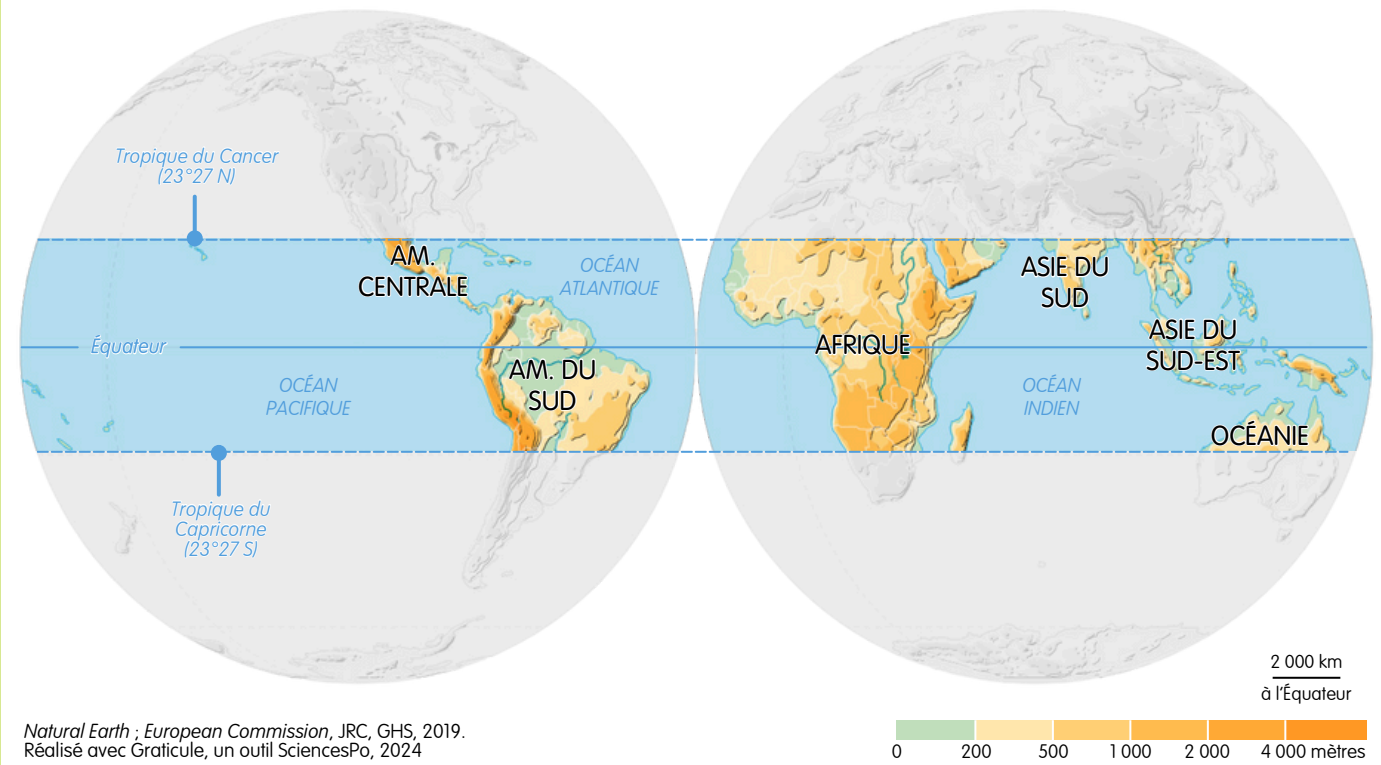 Tropique du Cancer
(23°27 N)
AM.
CENTRALE
OCÉAN
ATLANTIQUE
ASIE DU
SUD
Équateur
AFRIQUE
ASIE DU
SUD-EST
AM. DU
SUD
OCÉAN
PACIFIQUE
OCÉAN
INDIEN
OCÉANIE
Tropique du
Capricorne
(23°27 S)
2 000 km
à l'Équateur
Natural Earth ; European Commission, JRC, GHS, 2019.
Réalisé avec Graticule, un outil SciencesPo, 2024
0 200 500 1 000 2 000 4 000 mètres